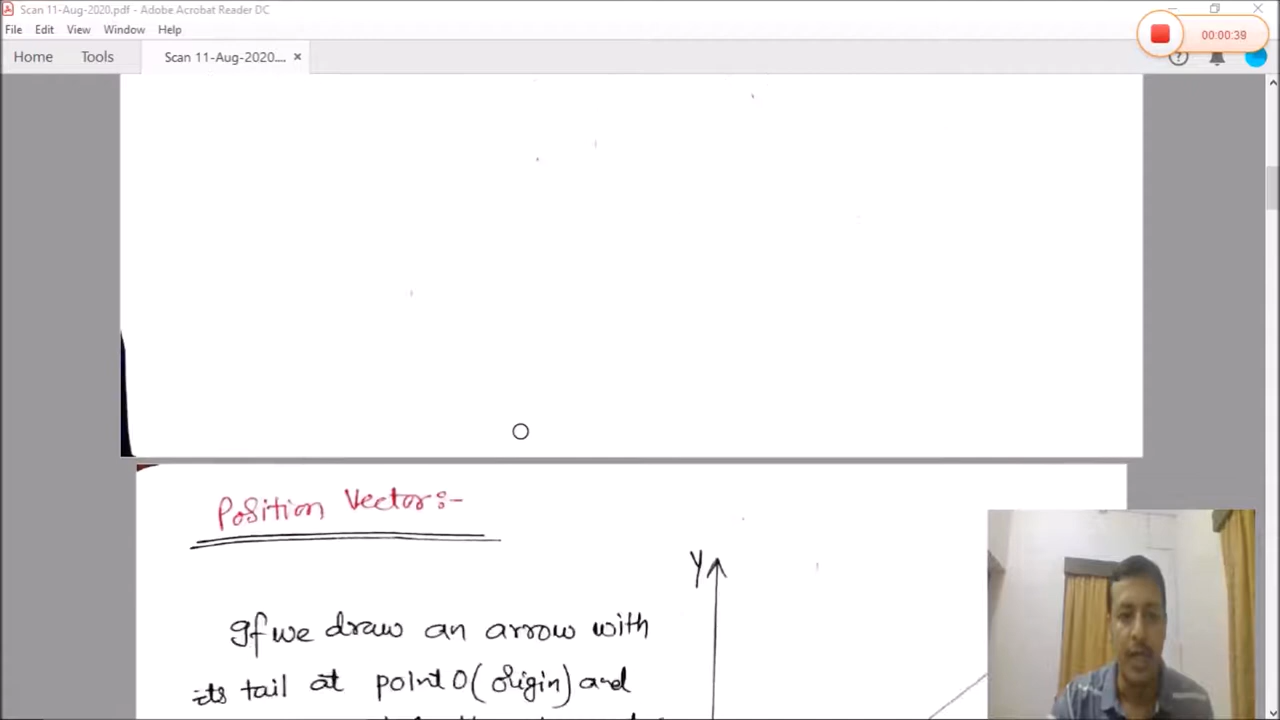 Scan 11-Aug-2020.pdf - Adobe Acrobat Reader DC
File Edit View Window Help
00:00:39
Home Tools Scan 11-Aug-2020.... ×
Position Vector:-
Y
If we draw an arrow with
its tail at point O (origin) and